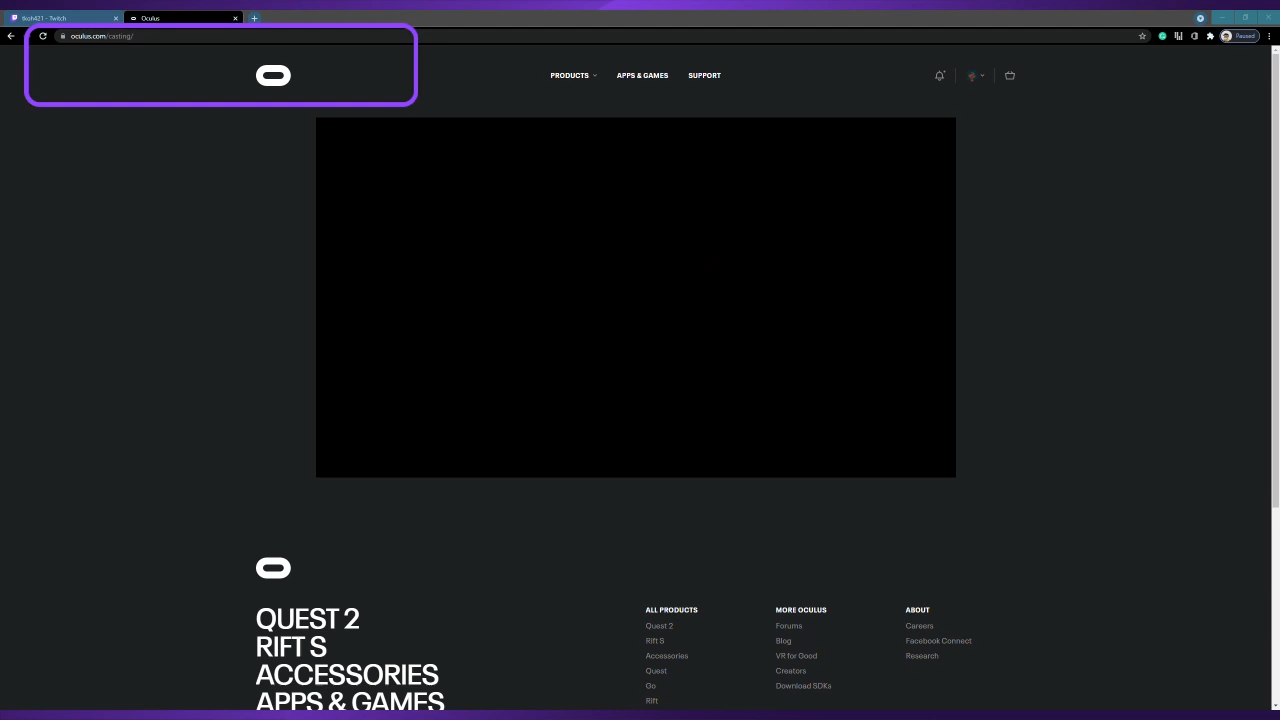 tkoh421 - Twitch
Oculus
oculus.com/casting/
Paused
PRODUCTS
APPS & GAMES
SUPPORT
QUEST 2
RIFT S
ACCESSORIES
APPS & GAMES
ALL PRODUCTS
Quest 2
Rift S
Accessories
Quest
Go
Rift
MORE OCULUS
Forums
Blog
VR for Good
Creators
Download SDKs
ABOUT
Careers
Facebook Connect
Research